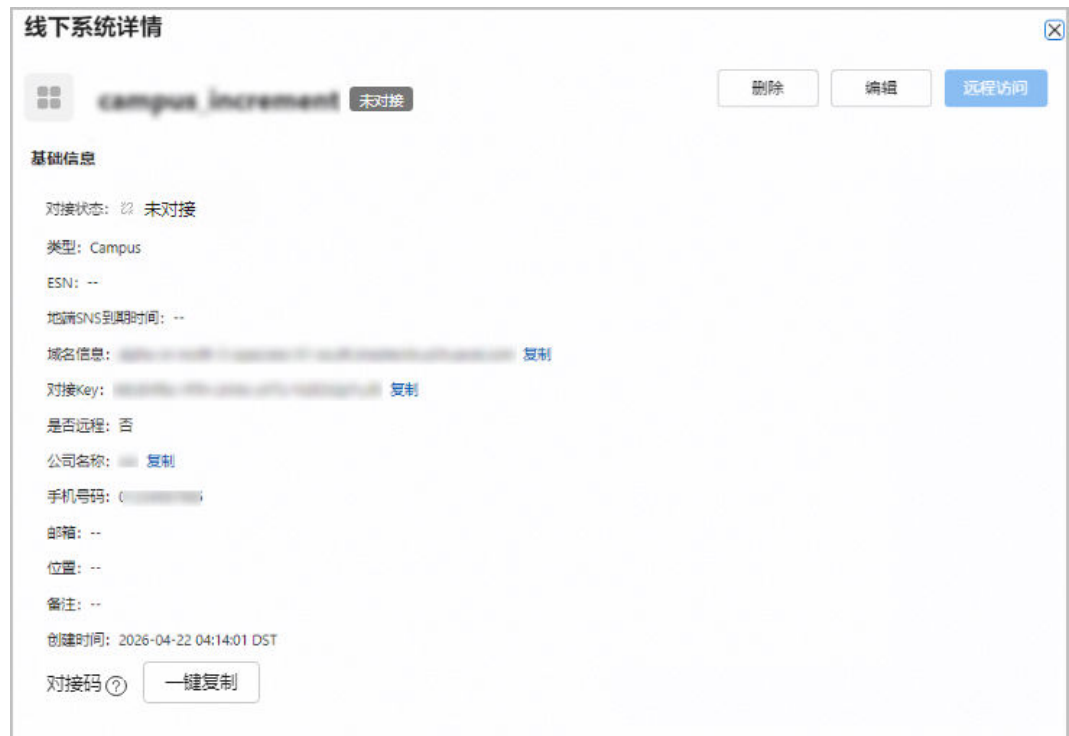 线下系统详情
campus_increment 未对接 删除 编辑 远程访问
基础信息
对接状态: 未对接
类型: Campus
ESN: --
地端SNS到期时间: --
域名信息: 复制
对接Key: 复制
是否远程: 否
公司名称: 复制
手机号码:
邮箱: --
位置: --
备注: --
创建时间: 2026-04-22 04:14:01 DST
对接码 ? 一键复制